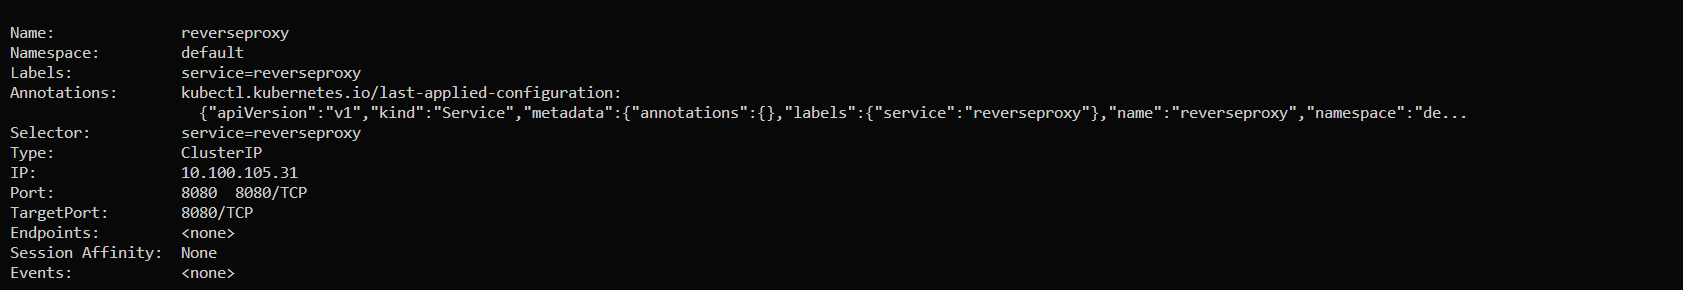 Name:              reverseproxy
Namespace:         default
Labels:            service=reverseproxy
Annotations:       kubectl.kubernetes.io/last-applied-configuration:
                     {"apiVersion":"v1","kind":"Service","metadata":{"annotations":{},"labels":{"service":"reverseproxy"},"name":"reverseproxy","namespace":"de...
Selector:          service=reverseproxy
Type:              ClusterIP
IP:                10.100.105.31
Port:              8080  8080/TCP
TargetPort:        8080/TCP
Endpoints:         <none>
Session Affinity:  None
Events:            <none>